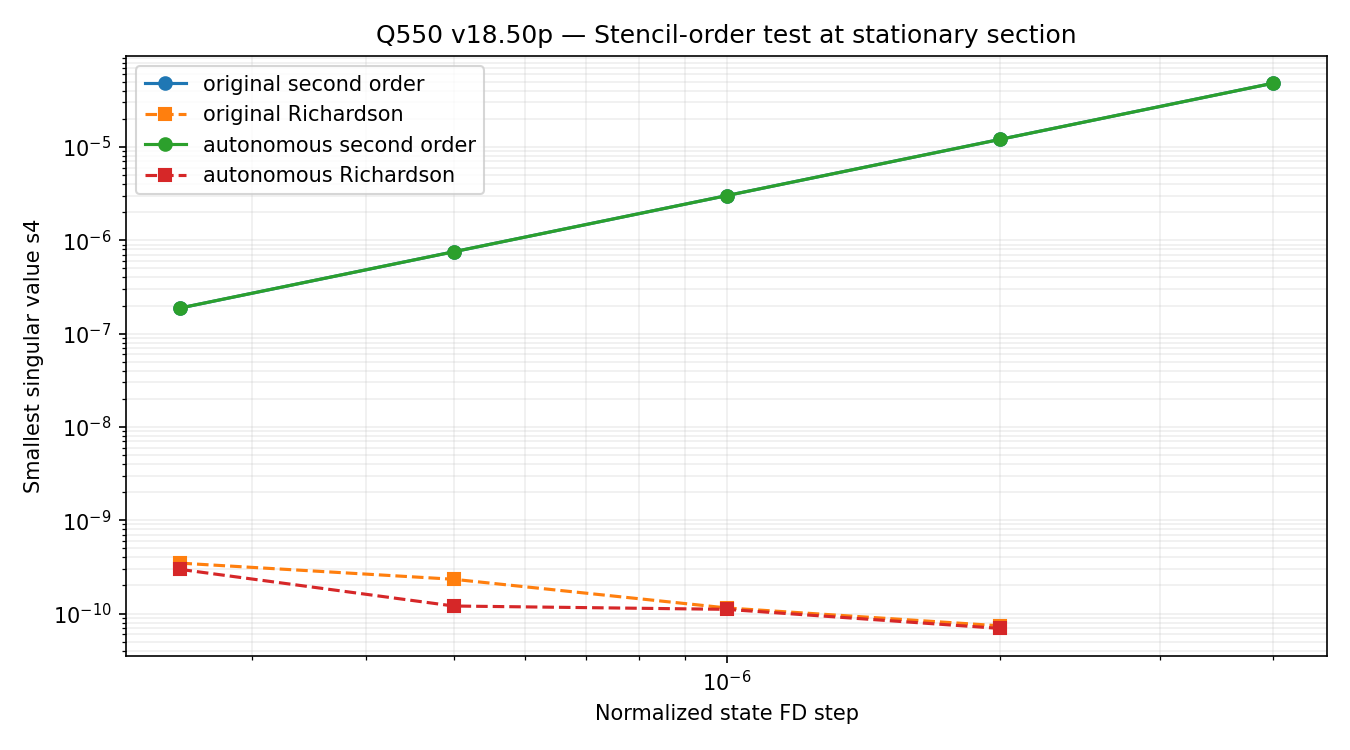 Q550 v18.50p — Stencil-order test at stationary section
original second order
original Richardson
autonomous second order
autonomous Richardson
Smallest singular value s4
10⁻⁵
10⁻⁶
10⁻⁷
10⁻⁸
10⁻⁹
10⁻¹⁰
10⁻⁶
Normalized state FD step